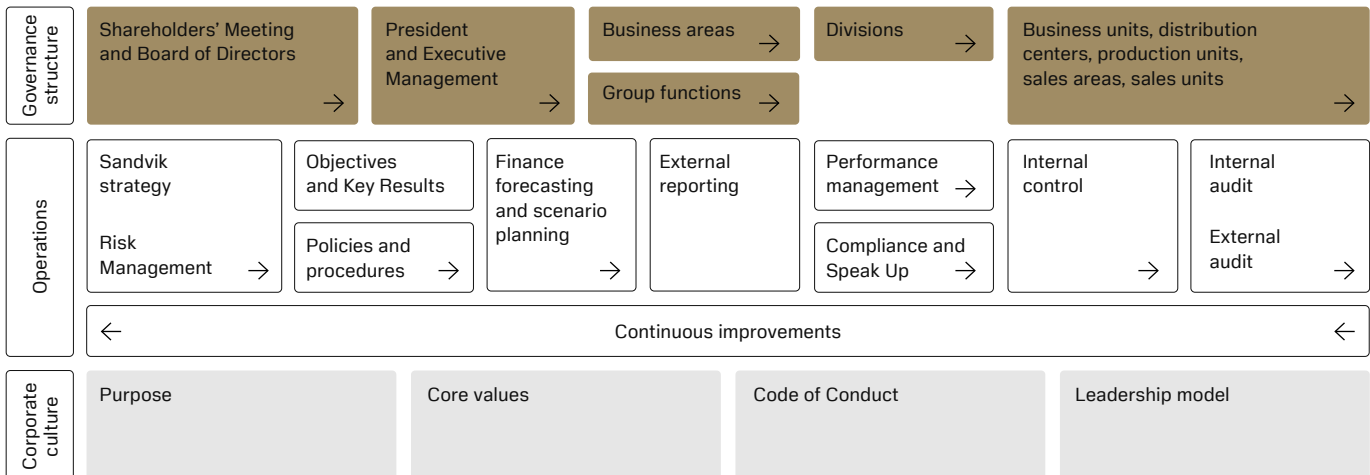 Governance
structure
Shareholders’ Meeting
and Board of Directors
President
and Executive
Management
Business areas
Group functions
Divisions
Business units, distribution
centers, production units,
sales areas, sales units
Operations
Sandvik
strategy
Risk
Management
Objectives
and Key Results
Policies and
procedures
Finance
forecasting
and scenario
planning
External
reporting
Performance
management
Compliance and
Speak Up
Internal
control
Internal
audit
External
audit
Continuous improvements
Corporate
culture
Purpose
Core values
Code of Conduct
Leadership model